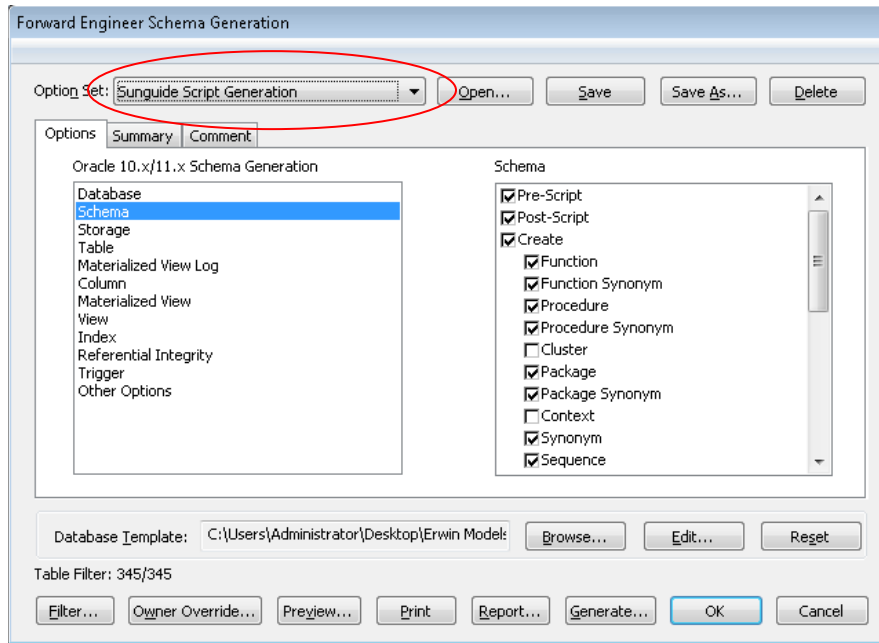 Forward Engineer Schema Generation
Option Set: Sunguide Script Generation Open... Save Save As... Delete
Options Summary Comment
Oracle 10.x/11.x Schema Generation
Database
Schema
Storage
Table
Materialized View Log
Column
Materialized View
View
Index
Referential Integrity
Trigger
Other Options
Schema
Pre-Script
Post-Script
Create
Function
Function Synonym
Procedure
Procedure Synonym
Cluster
Package
Package Synonym
Context
Synonym
Sequence
Database Template: C:\Users\Administrator\Desktop\Erwin Models Browse... Edit... Reset
Table Filter: 345/345
Filter... Owner Override... Preview... Print Report... Generate... OK Cancel